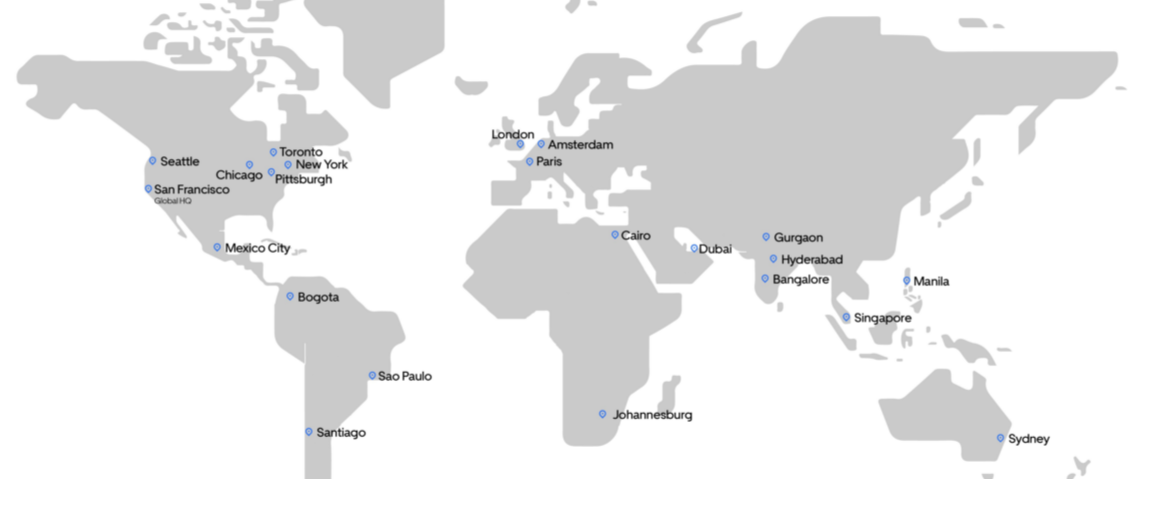 London
Amsterdam
Toronto
Seattle
New York
Paris
Chicago
Pittsburgh
San Francisco
Global HQ
Cairo
Gurgaon
Mexico City
Dubai
Hyderabad
Bangalore
Manila
Bogota
Singapore
Sao Paulo
Johannesburg
Santiago
Sydney